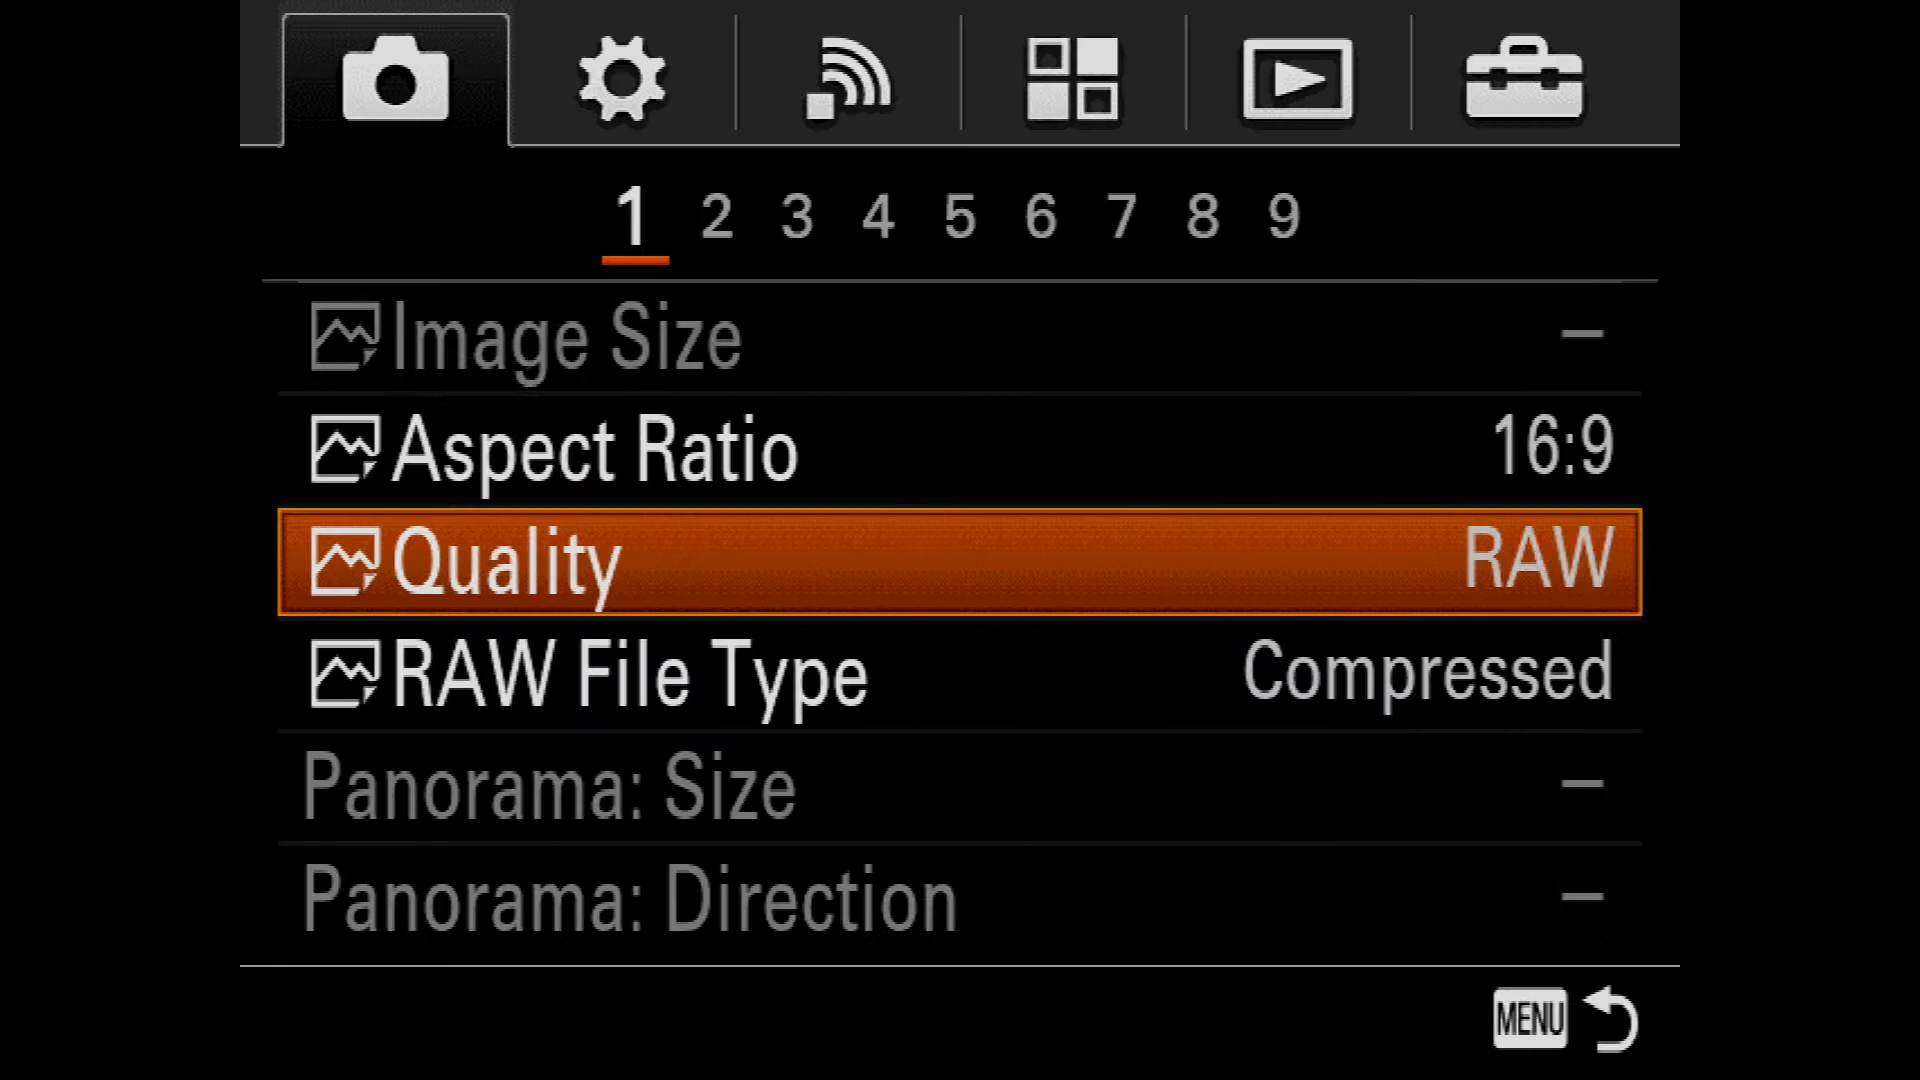 1 2 3 4 5 6 7 8 9
Image Size –
Aspect Ratio 16:9
Quality RAW
RAW File Type Compressed
Panorama: Size –
Panorama: Direction –
MENU